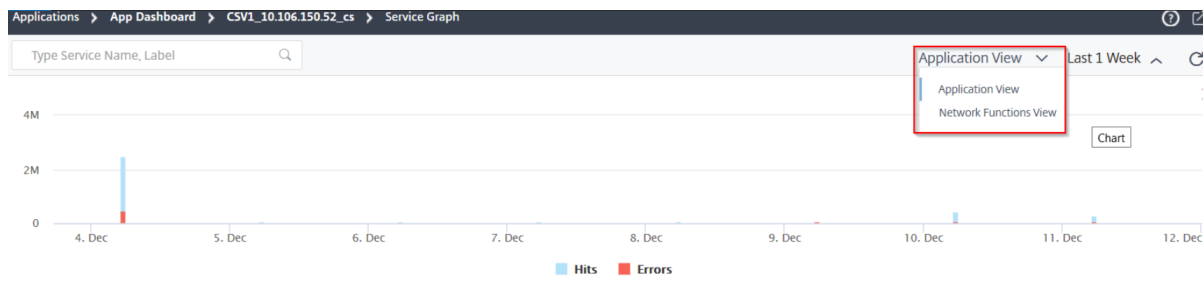 Applications > App Dashboard > CSV1_10.106.150.52_cs > Service Graph
Type Service Name, Label
Application View
Last 1 Week
Application View
Network Functions View
Chart
4M
2M
0
4. Dec 5. Dec 6. Dec 7. Dec 8. Dec 9. Dec 10. Dec 11. Dec 12. Dec
Hits Errors